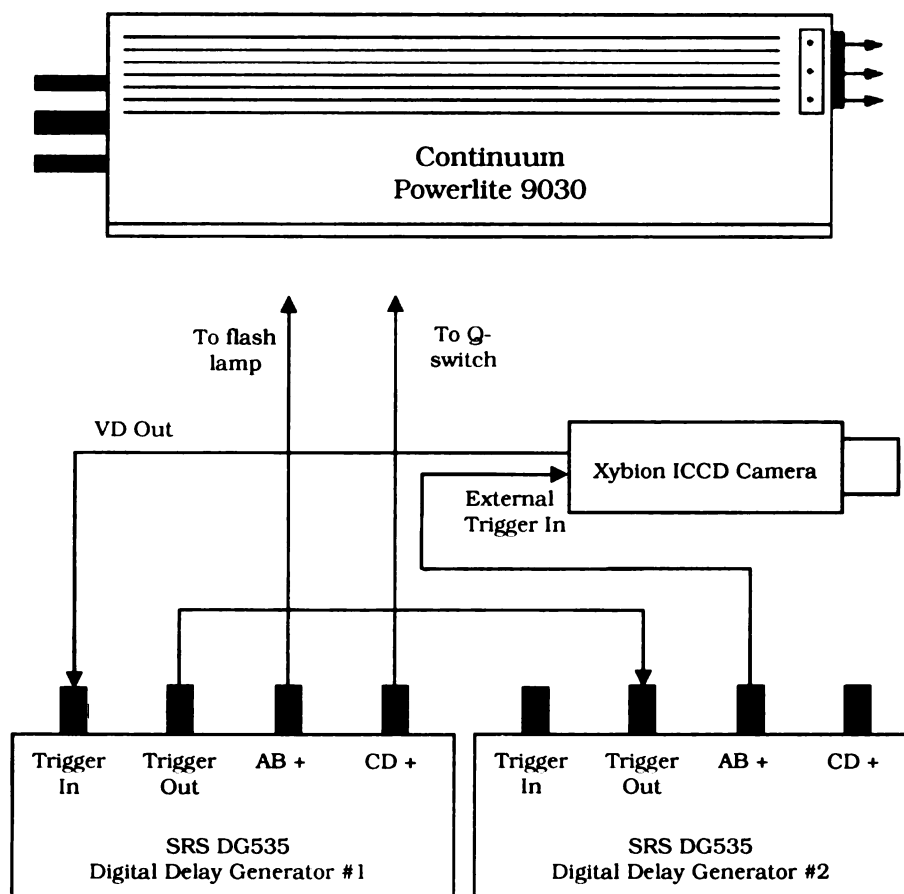 Continuum
Powerlite 9030
To flash
lamp
To Q-
switch
VD Out
Xybion ICCD Camera
External
Trigger In
Trigger
In
Trigger
Out
AB +
CD +
Trigger
In
Trigger
Out
AB +
CD +
SRS DG535
Digital Delay Generator #1
SRS DG535
Digital Delay Generator #2